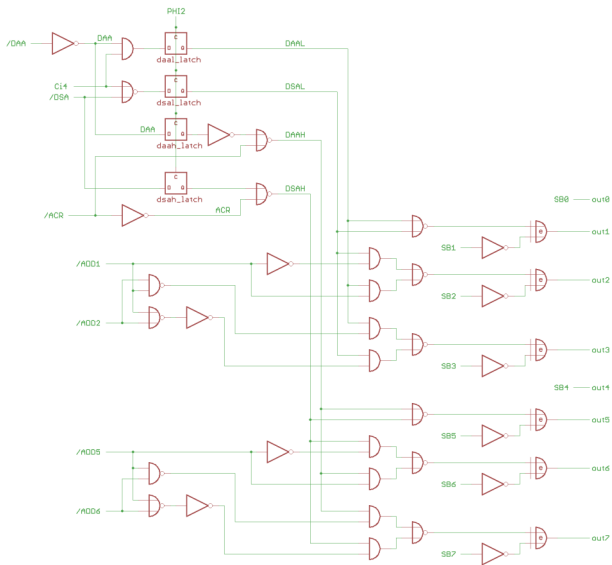 PHI2
/DAA DAA
C
D Q
daal_latch
DAAL
Ci4
/DSA
C
D Q
dsal_latch
DSAL
DAA
C
D Q
daah_latch
DAAH
C
D Q
dsah_latch
DSAH
/ACR
ACR
SB0 out0
e
out1
SB1
/ADD1
e
out2
SB2
/ADD2
e
out3
SB3
SB4 out4
e
out5
SB5
/ADD5
e
out6
SB6
/ADD6
e
out7
SB7